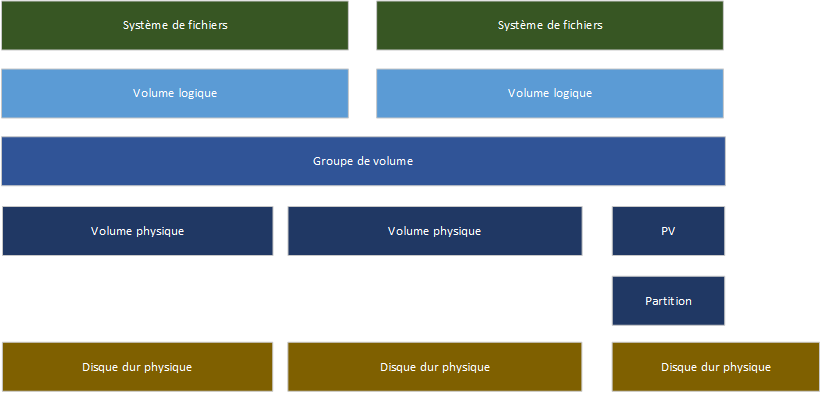 Système de fichiers
Système de fichiers
Volume logique
Volume logique
Groupe de volume
Volume physique
Volume physique
PV
Partition
Disque dur physique
Disque dur physique
Disque dur physique